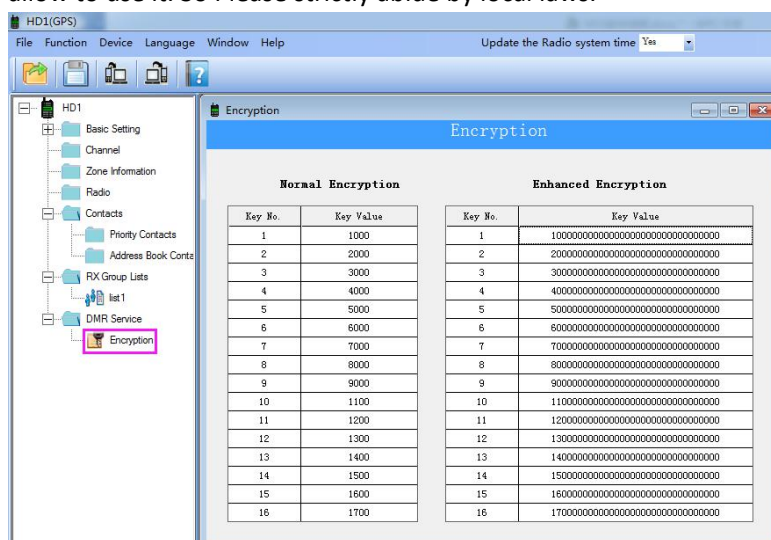 allow to use it. So Please strictly abide by local laws.
HD1(GPS)
File Function Device Language Window Help Update the Radio system time Yes
HD1
Basic Setting
Channel
Zone Information
Radio
Contacts
Priority Contacts
Address Book Conta
RX Group Lists
list1
DMR Service
Encryption
Encryption
Encryption
Normal Encryption Enhanced Encryption
Key No. Key Value Key No. Key Value
1 1000 1 10000000000000000000000000000000
2 2000 2 20000000000000000000000000000000
3 3000 3 30000000000000000000000000000000
4 4000 4 40000000000000000000000000000000
5 5000 5 50000000000000000000000000000000
6 6000 6 60000000000000000000000000000000
7 7000 7 70000000000000000000000000000000
8 8000 8 80000000000000000000000000000000
9 9000 9 90000000000000000000000000000000
10 1100 10 11000000000000000000000000000000
11 1200 11 12000000000000000000000000000000
12 1300 12 13000000000000000000000000000000
13 1400 13 14000000000000000000000000000000
14 1500 14 15000000000000000000000000000000
15 1600 15 16000000000000000000000000000000
16 1700 16 17000000000000000000000000000000